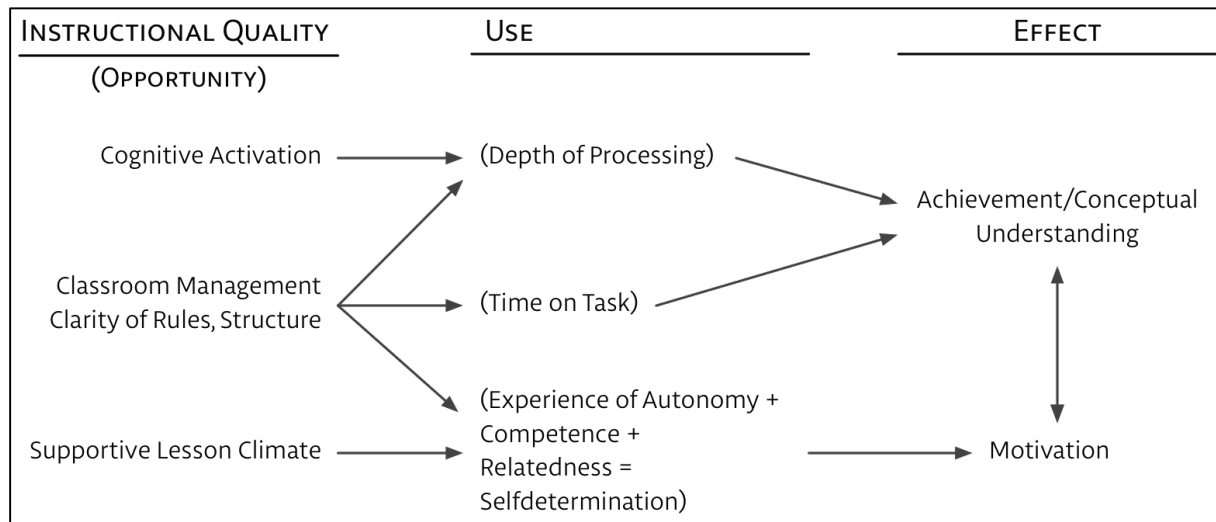 INSTRUCTIONAL QUALITY
(OPPORTUNITY)
USE
EFFECT
Cognitive Activation
(Depth of Processing)
Achievement/Conceptual
Understanding
Classroom Management
Clarity of Rules, Structure
(Time on Task)
Supportive Lesson Climate
(Experience of Autonomy +
Competence +
Relatedness =
Selfdetermination)
Motivation